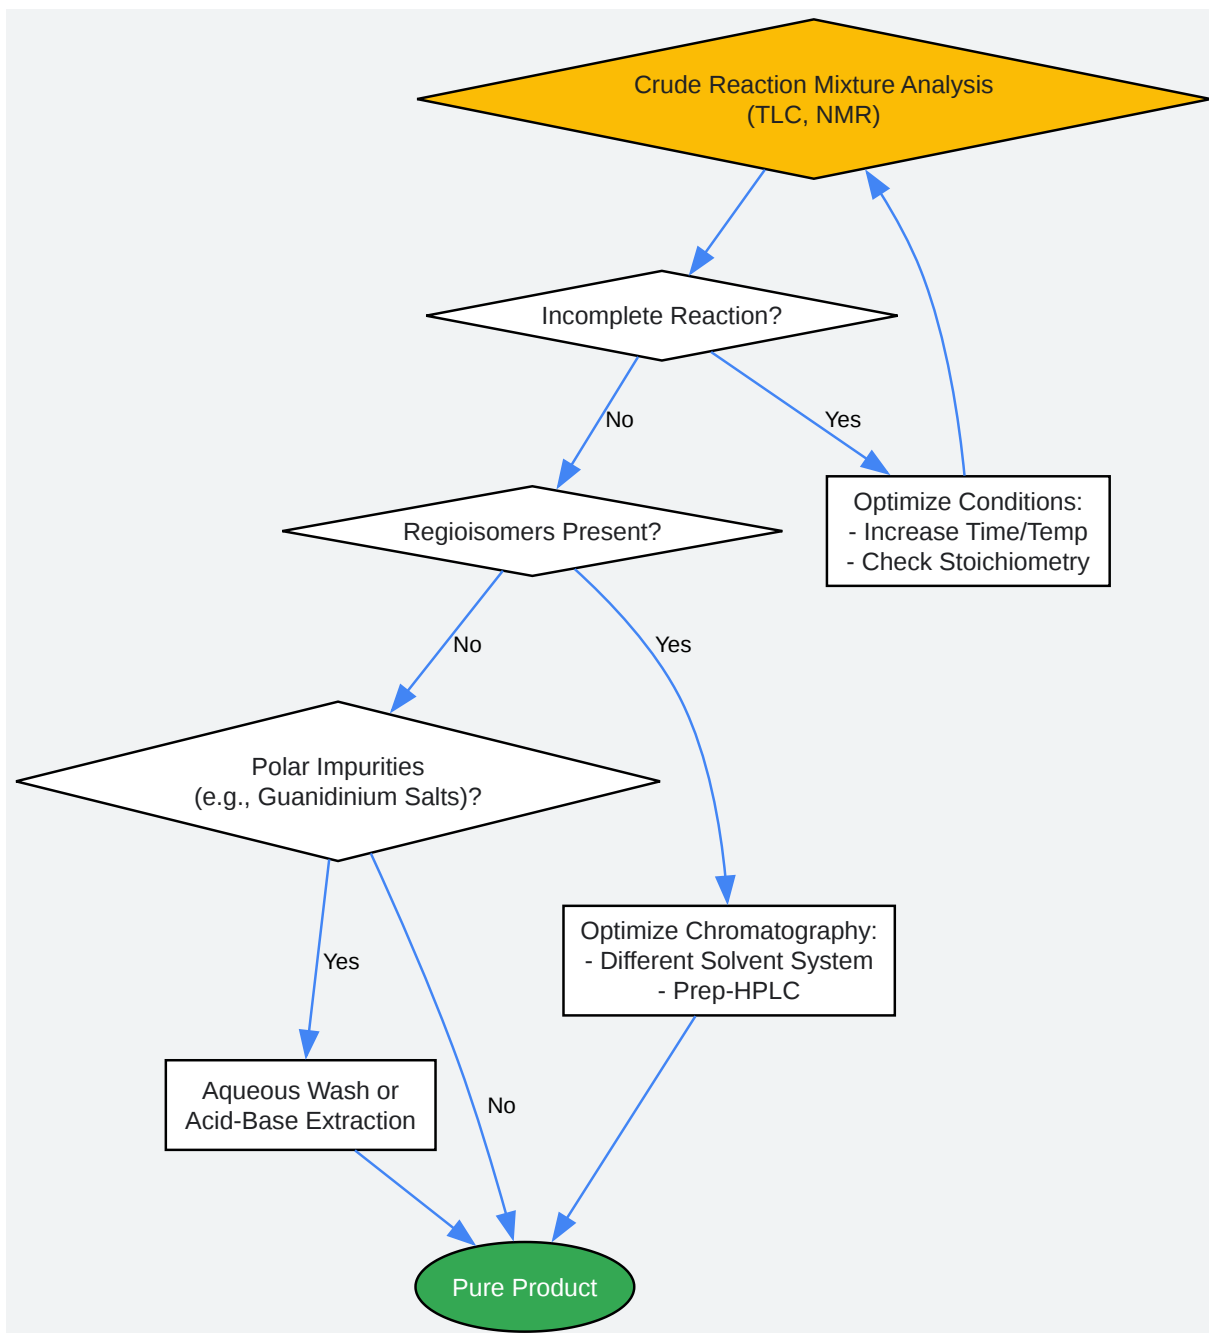 Crude Reaction Mixture Analysis
(TLC, NMR)
Incomplete Reaction?
No
Yes
Optimize Conditions:
- Increase Time/Temp
- Check Stoichiometry
Regioisomers Present?
No
Yes
Polar Impurities
(e.g., Guanidinium Salts)?
Optimize Chromatography:
- Different Solvent System
- Prep-HPLC
Yes
Aqueous Wash or
Acid-Base Extraction
No
Pure Product